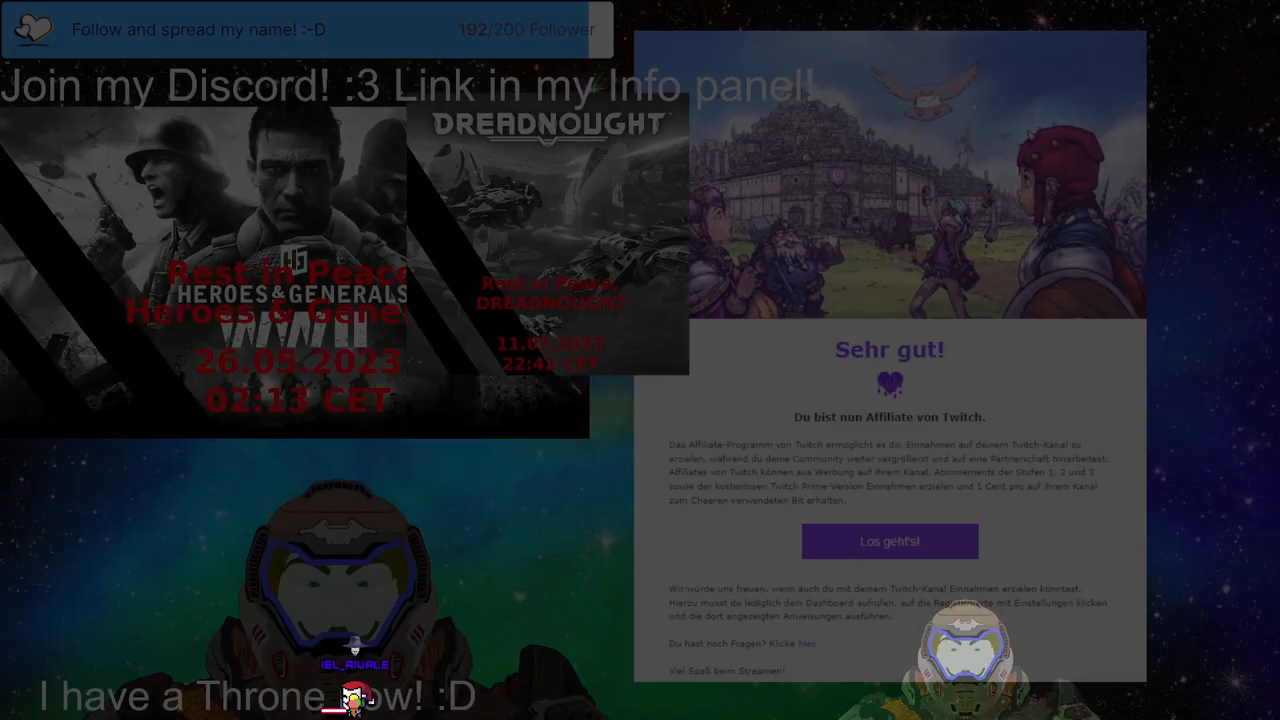 Follow and spread my name! :-D
192/200 Follower
Join my Discord! :3 Link in my Info panel!
DREADNOUGHT
Rest in Peace
HEROES & GENERALS
Heroes & Gene
WWII
26.05.2023
02:13 CET
Rest in Peace,
DREADNOUGHT
11.07.2023
22:42 CET
Sehr gut!
Du bist nun Affiliate von Twitch.
Das Affiliate-Programm von Twitch ermöglicht es dir, Einnahmen auf deinem Twitch-Kanal zu
erzielen, während du deine Community weiter vergrößerst und auf eine Partnerschaft hinarbeitest.
Affiliates von Twitch können aus Werbung auf ihrem Kanal, Abonnements der Stufen 1, 2 und 3
sowie der kostenlosen Twitch Prime-Version Einnahmen erzielen und 1 Cent pro auf ihrem Kanal
zum Cheeren verwendeten Bit erhalten.
Los geht's!
Wir würde uns freuen, wenn auch du mit deinem Twitch-Kanal Einnahmen erzielen könntest.
Hierzu musst du lediglich dein Dashboard aufrufen, auf die Registerkarte mit Einstellungen klicken
und die dort angezeigten Anweisungen ausführen.
Du hast noch Fragen? Klicke hier.
Viel Spaß beim Streamen!
IEL_RIVALE
I have a Throne now! :D